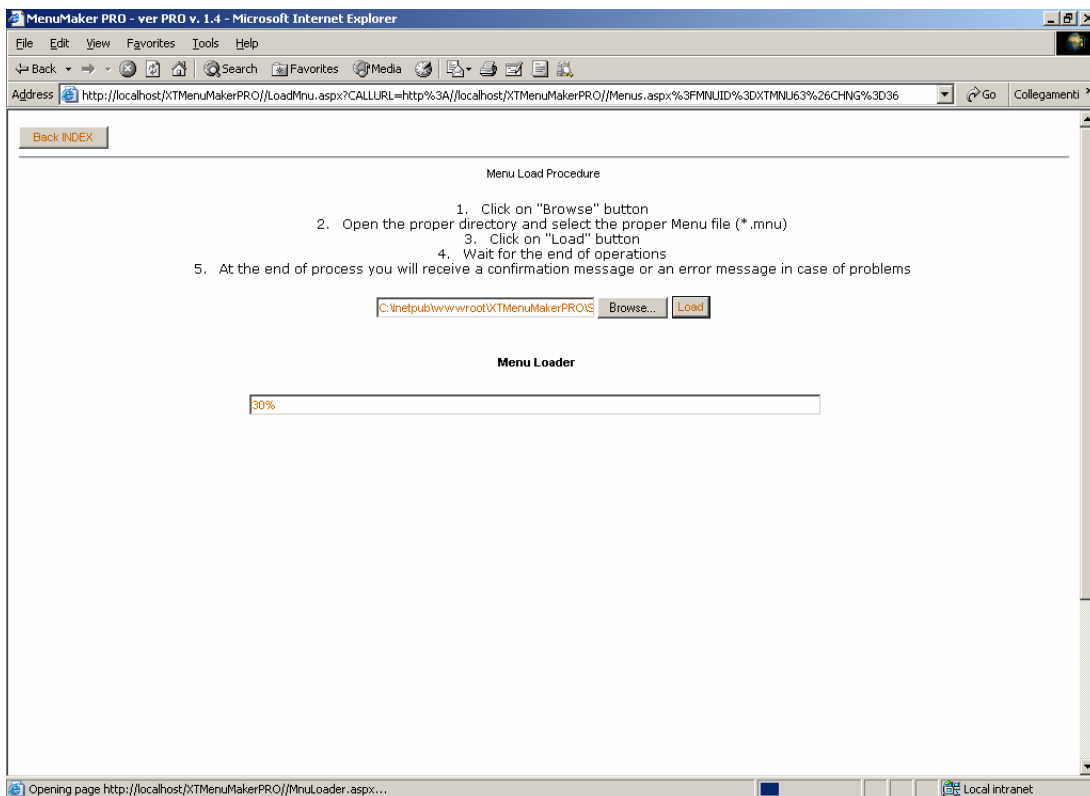 MenuMaker PRO - ver PRO v. 1.4 - Microsoft Internet Explorer
File Edit View Favorites Tools Help
Back Search Favorites Media
Address http://localhost/XTMenuMakerPRO//LoadMnu.aspx?CALLURL=http%3A//localhost/XTMenuMakerPRO//Menus.aspx%3FMNUID%3DXTMNU63%26CHNG%3D36 Go Collegamenti
Back INDEX
Menu Load Procedure
1. Click on "Browse" button
2. Open the proper directory and select the proper Menu file (*.mnu)
3. Click on "Load" button
4. Wait for the end of operations
5. At the end of process you will receive a confirmation message or an error message in case of problems
C:\Inetpub\wwwroot\XTMenuMakerPRO\S Browse... Load
Menu Loader
30%
Opening page http://localhost/XTMenuMakerPRO//MnuLoader.aspx... Local intranet